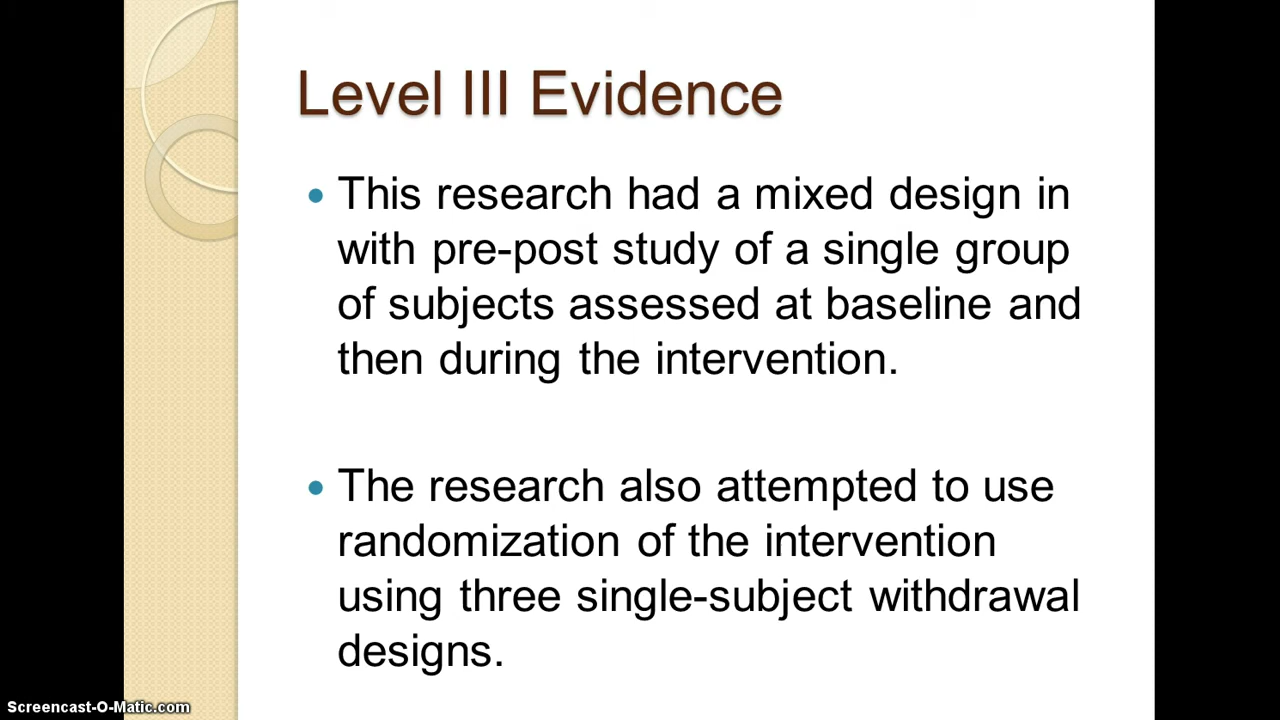 Level III Evidence
This research had a mixed design in
with pre-post study of a single group
of subjects assessed at baseline and
then during the intervention.
The research also attempted to use
randomization of the intervention
using three single-subject withdrawal
designs.
Screencast-O-Matic.com